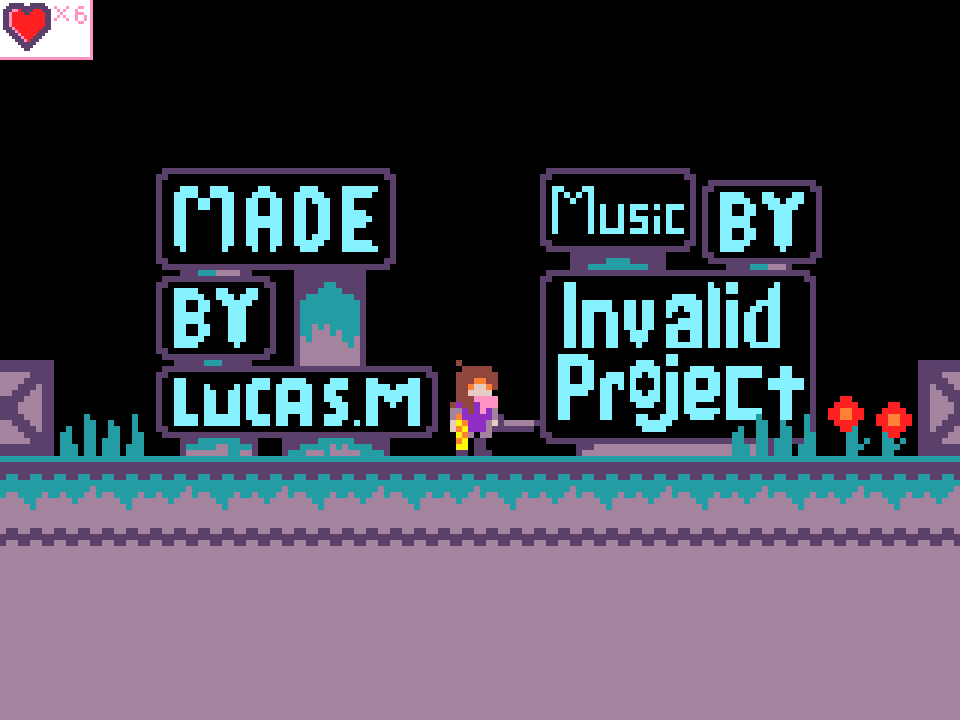 ×6
MADE
BY
LUCAS.M
Music BY
Invalid
Project